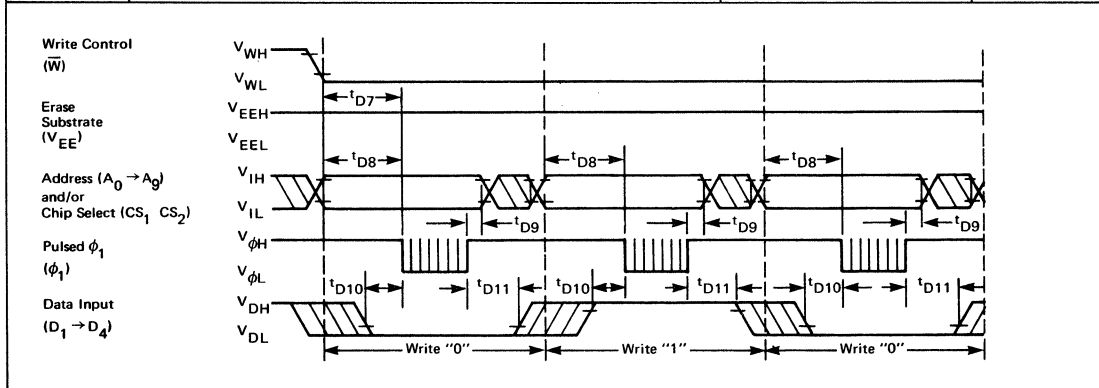 Write Control
(W̅)
V_WH
V_WL
t_D7
Erase
Substrate
(V_EE)
V_EEH
V_EEL
t_D8
t_D8
t_D8
Address (A_0 → A_9)
and/or
Chip Select (CS_1 CS_2)
V_IH
V_IL
t_D9
t_D9
t_D9
Pulsed ϕ_1
(ϕ_1)
V_ϕH
V_ϕL
t_D10
t_D11
t_D10
t_D11
t_D10
t_D11
Data Input
(D_1 → D_4)
V_DH
V_DL
Write "0"
Write "1"
Write "0"